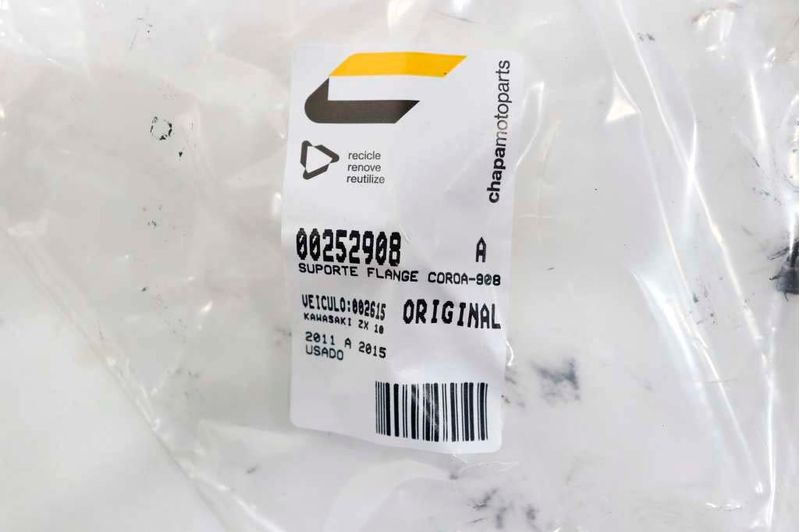 chapamotoparts
recicle
renove
reutilize
00252908 A
SUPORTE FLANGE COROA-908
VEICULO:002615 ORIGINAL
KAWASAKI ZX 10
2011 A 2015
USADO